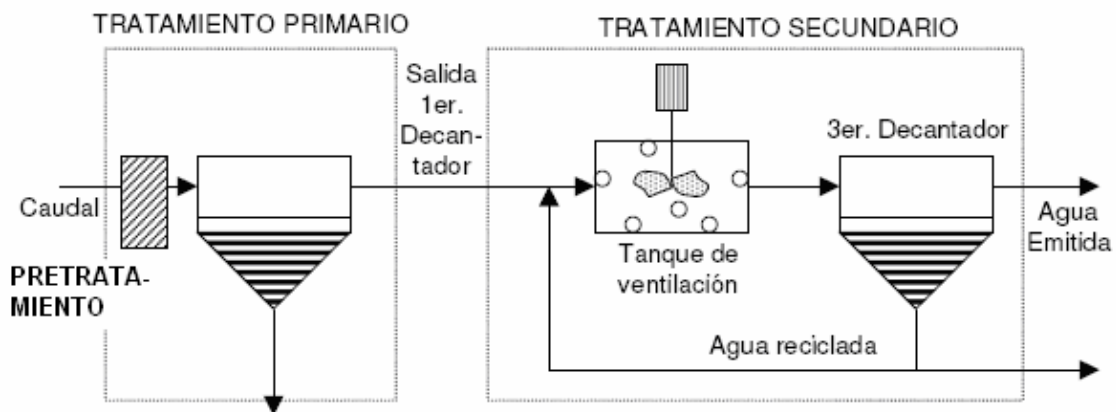 TRATAMIENTO PRIMARIO
TRATAMIENTO SECUNDARIO
Salida
1er.
Decan-
tador
3er. Decantador
Caudal
Agua
Emitida
PRETRATA-
MIENTO
Tanque de
ventilación
Agua reciclada